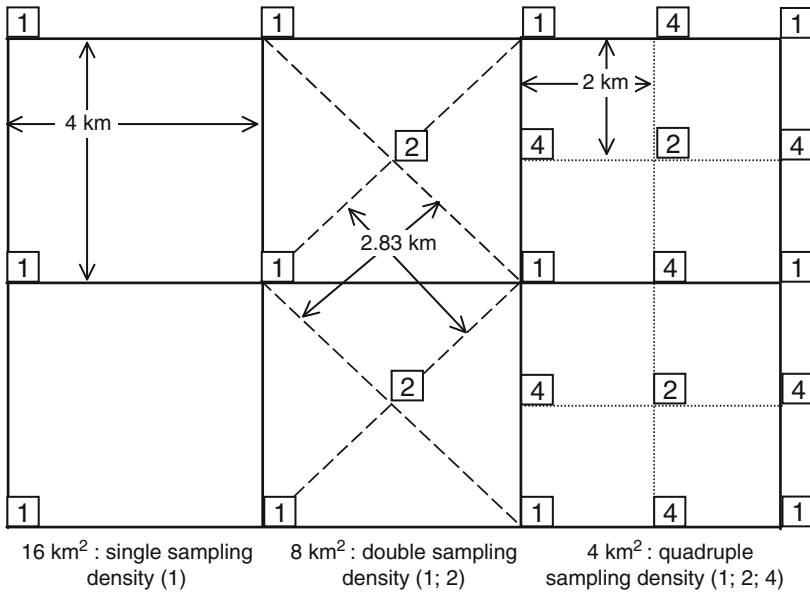 1 1 1 4 1
2 km
4 km
2
4 2 4
2.83 km
1 1 1 4 1
2
4 2 4
1 1 1 4 1
16 km² : single sampling
density (1)
8 km² : double sampling
density (1; 2)
4 km² : quadruple
sampling density (1; 2; 4)